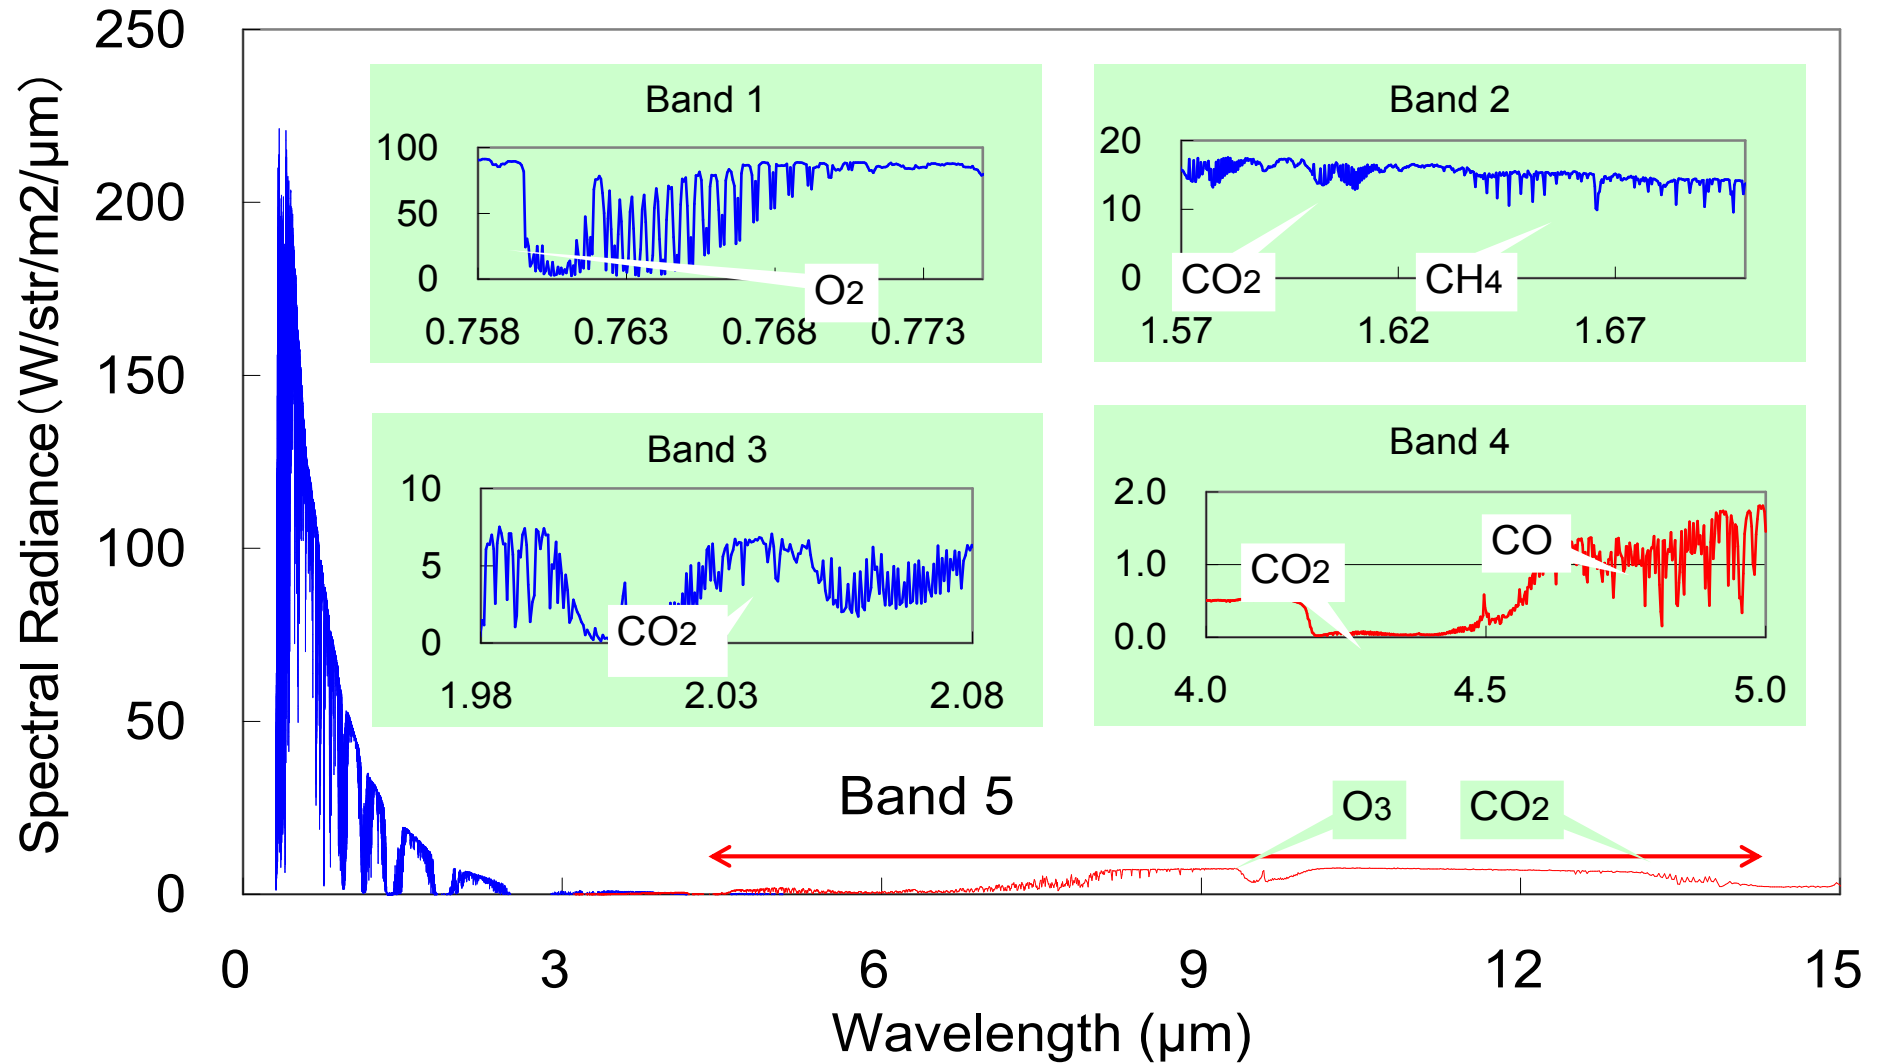 Spectral Radiance（W/str/m2/μm）
250
200
150
100
50
0
Band 1
100
50
0
O2
0.758 0.763 0.768 0.773
Band 2
20
10
0
CO2 CH4
1.57 1.62 1.67
Band 3
10
5
0
CO2
1.98 2.03 2.08
Band 4
2.0
1.0
0.0
CO2 CO
4.0 4.5 5.0
Band 5
O3 CO2
0 3 6 9 12 15
Wavelength (μm)